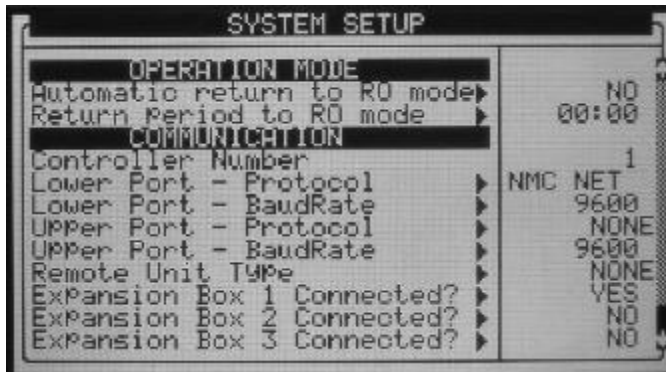 SYSTEM SETUP
OPERATION MODE
Automatic return to RO mode NO
Return Period to RO mode 00:00
COMMUNICATION
Controller Number 1
Lower Port - Protocol NMC NET
Lower Port - BaudRate 9600
Upper Port - Protocol NONE
Upper Port - BaudRate 9600
Remote Unit Type NONE
Expansion Box 1 Connected? YES
Expansion Box 2 Connected? NO
Expansion Box 3 Connected? NO